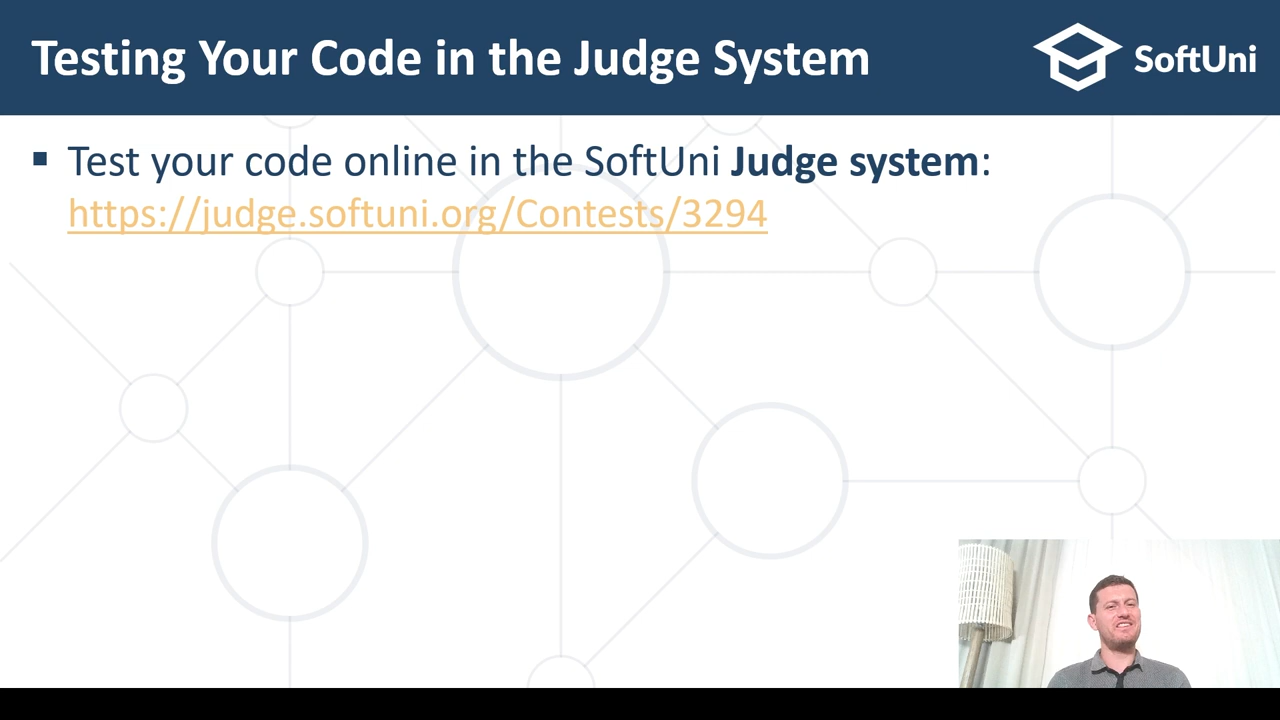 Testing Your Code in the Judge System
SoftUni
▪ Test your code online in the SoftUni Judge system:
https://judge.softuni.org/Contests/3294